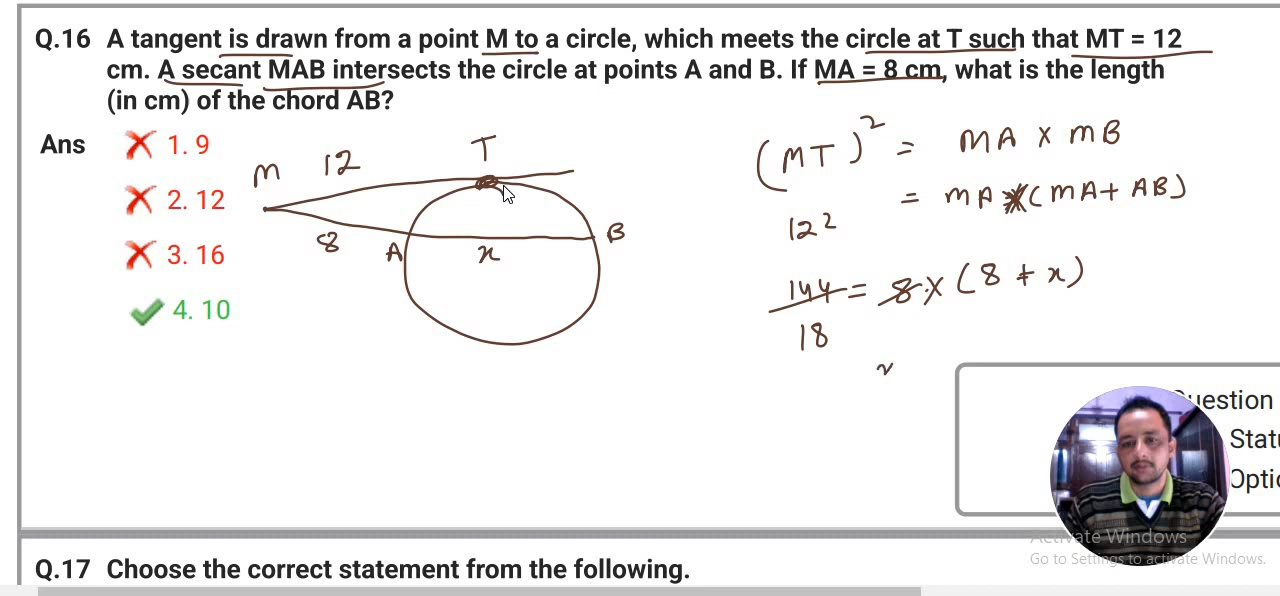 Q.16 A tangent is drawn from a point M to a circle, which meets the circle at T such that MT = 12
cm. A secant MAB intersects the circle at points A and B. If MA = 8 cm, what is the length
(in cm) of the chord AB?
Ans 1. 9
2. 12
3. 16
4. 10
M 12 T
8 A x B
(MT)² = MA x MB
= MA x (MA + AB)
12²
144 = 8 x (8 + x)
18
x
Question
Statu
Optio
Activate Windows
Go to Settings to activate Windows.
Q.17 Choose the correct statement from the following.